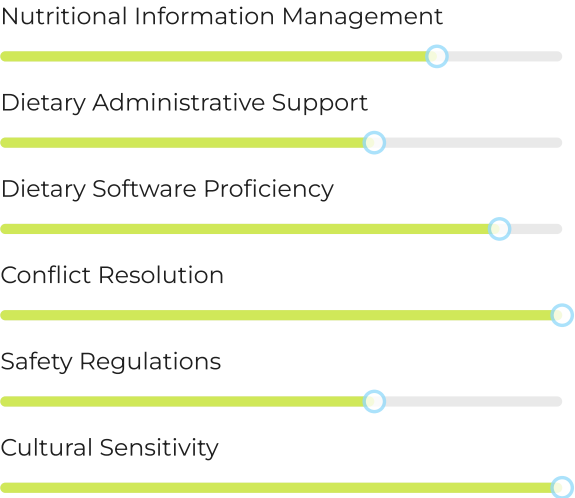 Nutritional Information Management
Dietary Administrative Support
Dietary Software Proficiency
Conflict Resolution
Safety Regulations
Cultural Sensitivity